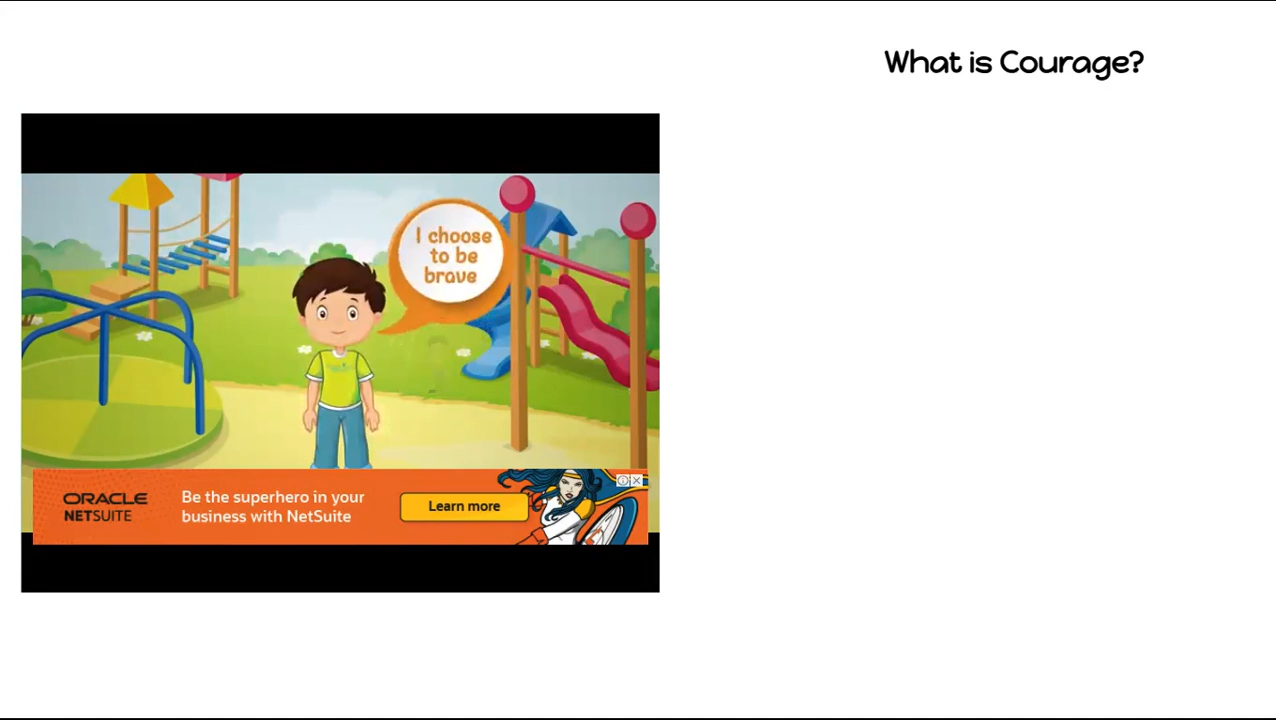 What is Courage?
I choose
to be
brave
ORACLE
NETSUITE
Be the superhero in your
business with NetSuite
Learn more